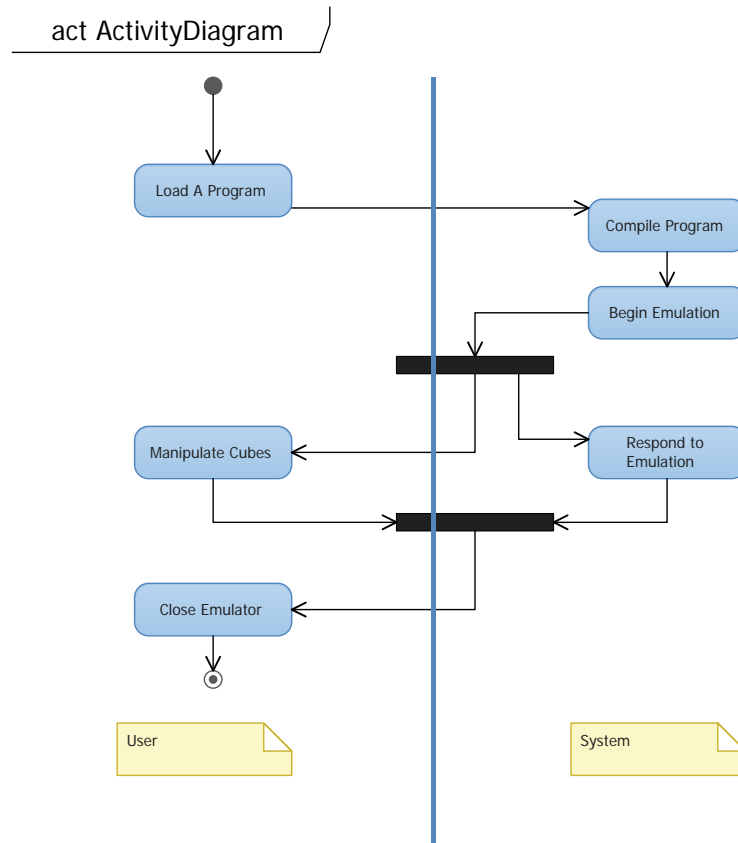 act ActivityDiagram
Load A Program
Compile Program
Begin Emulation
Manipulate Cubes
Respond to
Emulation
Close Emulator
User
System